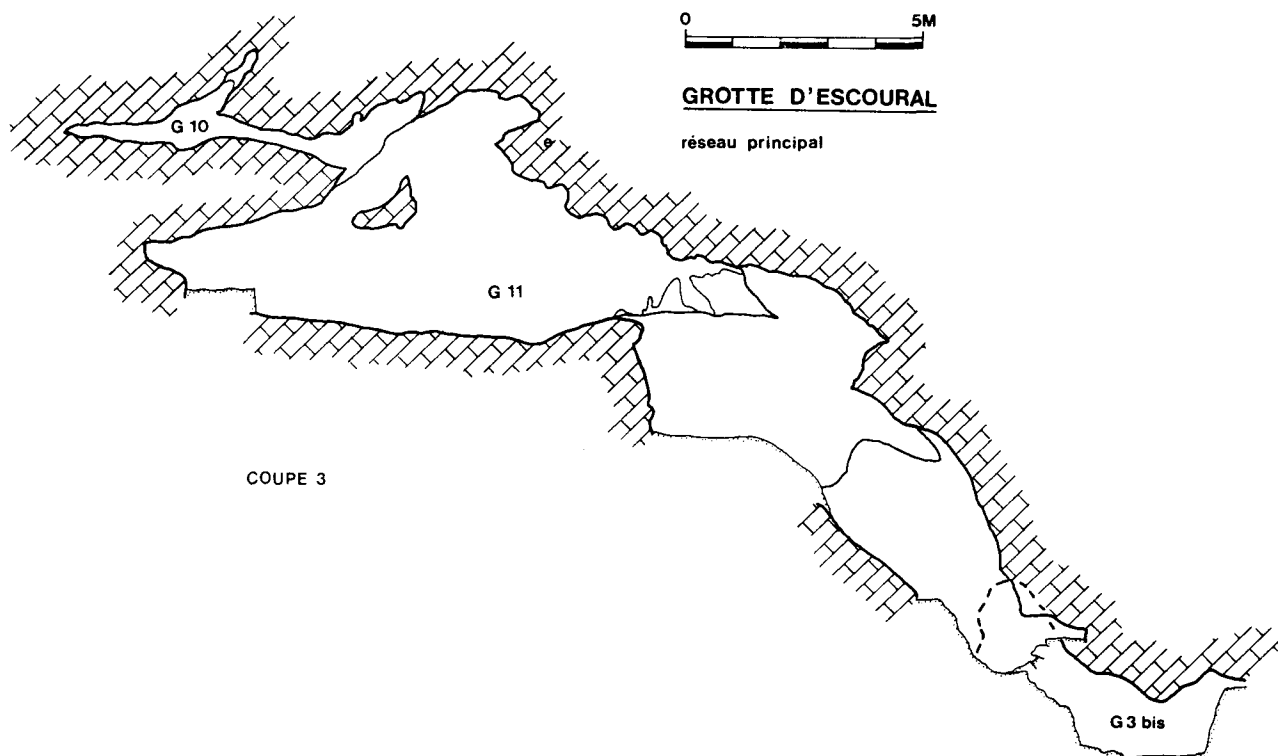 0 5M
GROTTE D'ESCOURAL
réseau principal
G 10
e
G 11
COUPE 3
G 3 bis